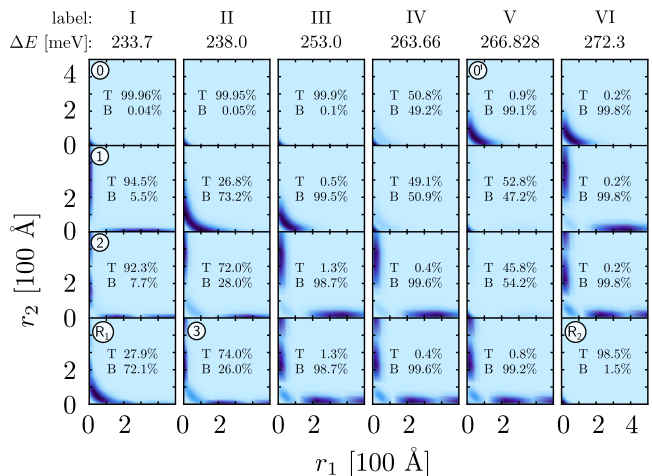 label: I II III IV V VI
ΔE [meV]: 233.7 238.0 253.0 263.66 266.828 272.3
4 0 0'
2 T 99.96% T 99.95% T 99.9% T 50.8% T 0.9% T 0.2%
B 0.04% B 0.05% B 0.1% B 49.2% B 99.1% B 99.8%
0 1
2 T 94.5% T 26.8% T 0.5% T 49.1% T 52.8% T 0.2%
B 5.5% B 73.2% B 99.5% B 50.9% B 47.2% B 99.8%
0 2
2 T 92.3% T 72.0% T 1.3% T 0.4% T 45.8% T 0.2%
B 7.7% B 28.0% B 98.7% B 99.6% B 54.2% B 99.8%
0 R₁ 3 R₂
2 T 27.9% T 74.0% T 1.3% T 0.4% T 0.8% T 98.5%
B 72.1% B 26.0% B 98.7% B 99.6% B 99.2% B 1.5%
0
0 2 0 2 0 2 0 2 0 2 0 2 4
r₁ [100 Å]
r₂ [100 Å]